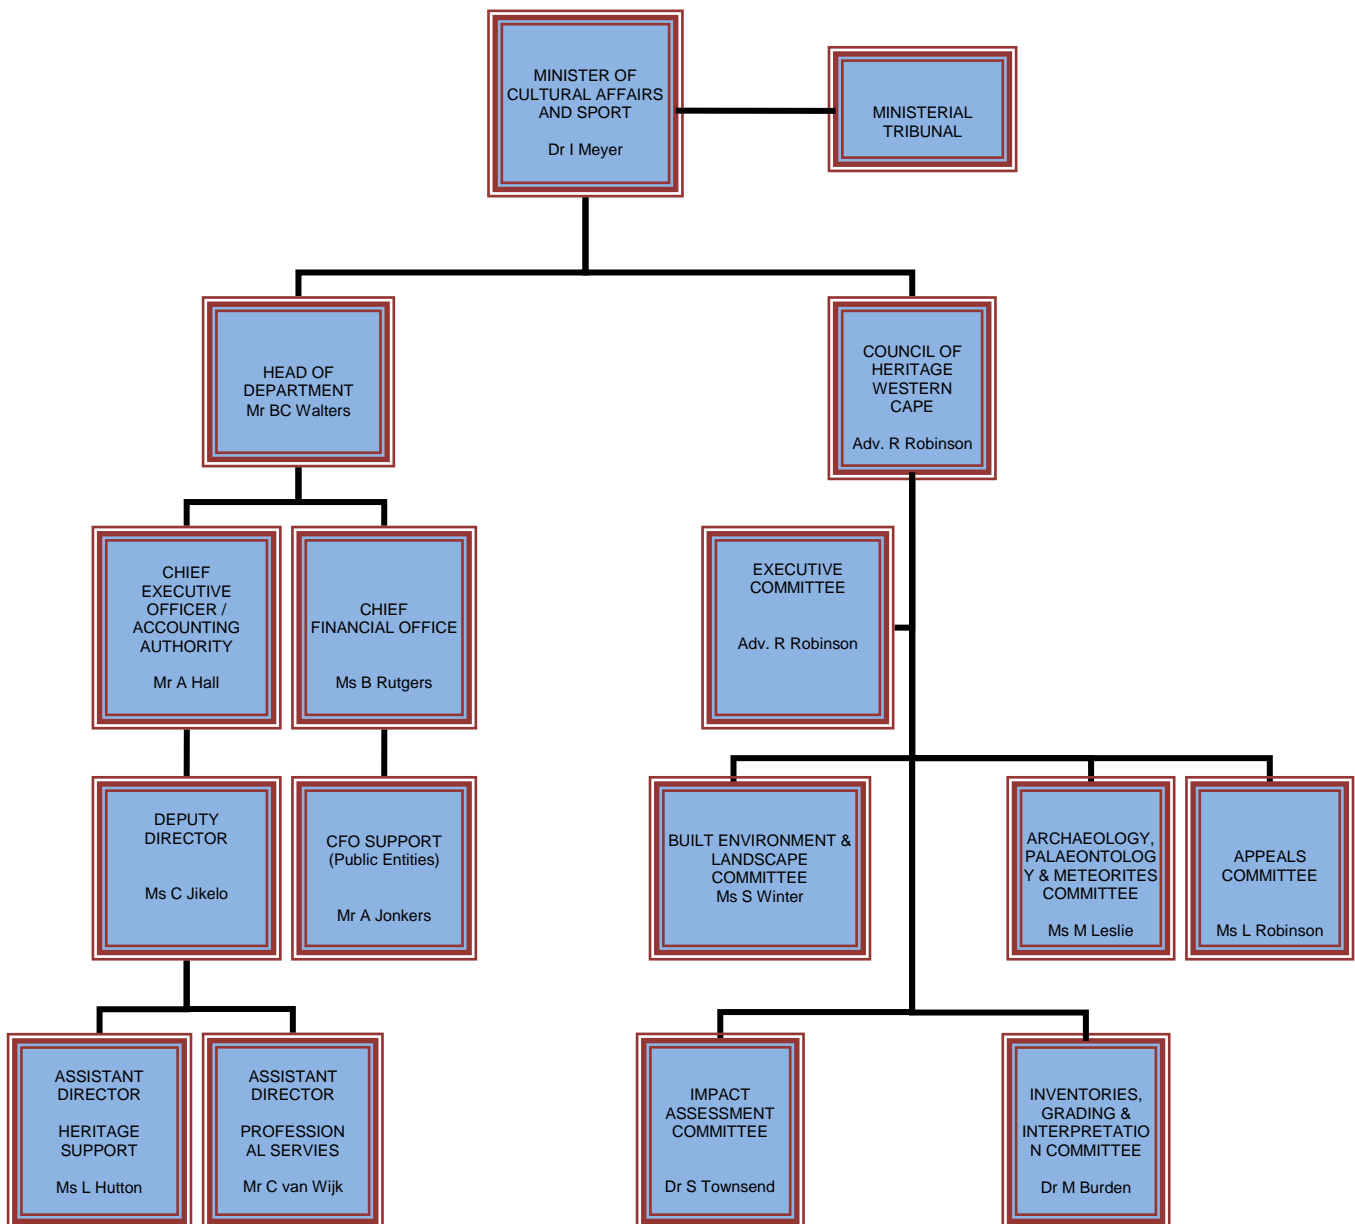 MINISTER OF
CULTURAL AFFAIRS
AND SPORT
Dr I Meyer
MINISTERIAL
TRIBUNAL
HEAD OF
DEPARTMENT
Mr BC Walters
COUNCIL OF
HERITAGE
WESTERN
CAPE
Adv. R Robinson
CHIEF
EXECUTIVE
OFFICER /
ACCOUNTING
AUTHORITY
Mr A Hall
CHIEF
FINANCIAL OFFICE
Ms B Rutgers
EXECUTIVE
COMMITTEE
Adv. R Robinson
DEPUTY
DIRECTOR
Ms C Jikelo
CFO SUPPORT
(Public Entities)
Mr A Jonkers
BUILT ENVIRONMENT &
LANDSCAPE
COMMITTEE
Ms S Winter
ARCHAEOLOGY,
PALAEONTOLOG
Y & METEORITES
COMMITTEE
Ms M Leslie
APPEALS
COMMITTEE
Ms L Robinson
ASSISTANT
DIRECTOR
HERITAGE
SUPPORT
Ms L Hutton
ASSISTANT
DIRECTOR
PROFESSION
AL SERVIES
Mr C van Wijk
IMPACT
ASSESSMENT
COMMITTEE
Dr S Townsend
INVENTORIES,
GRADING &
INTERPRETATIO
N COMMITTEE
Dr M Burden